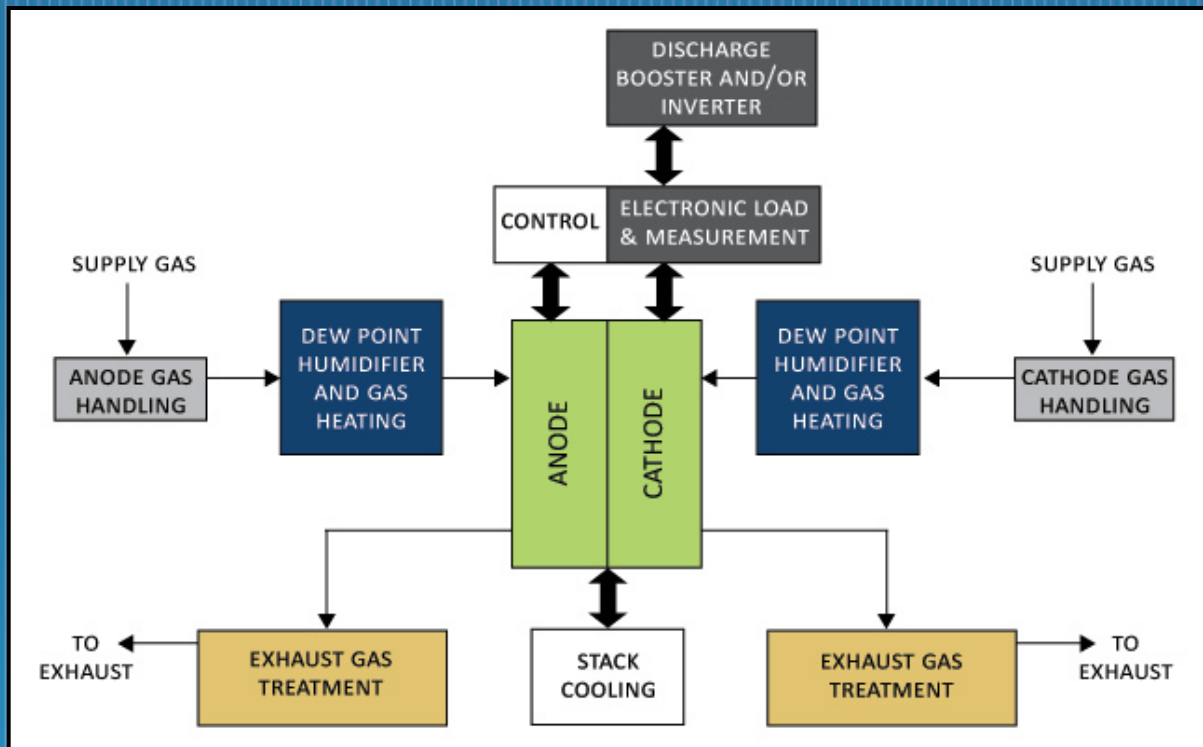 DISCHARGE
BOOSTER AND/OR
INVERTER
CONTROL
ELECTRONIC LOAD
& MEASUREMENT
SUPPLY GAS
SUPPLY GAS
DEW POINT
HUMIDIFIER
AND GAS
HEATING
DEW POINT
HUMIDIFIER
AND GAS
HEATING
ANODE GAS
HANDLING
CATHODE GAS
HANDLING
ANODE
CATHODE
TO
EXHAUST
EXHAUST GAS
TREATMENT
STACK
COOLING
EXHAUST GAS
TREATMENT
TO
EXHAUST